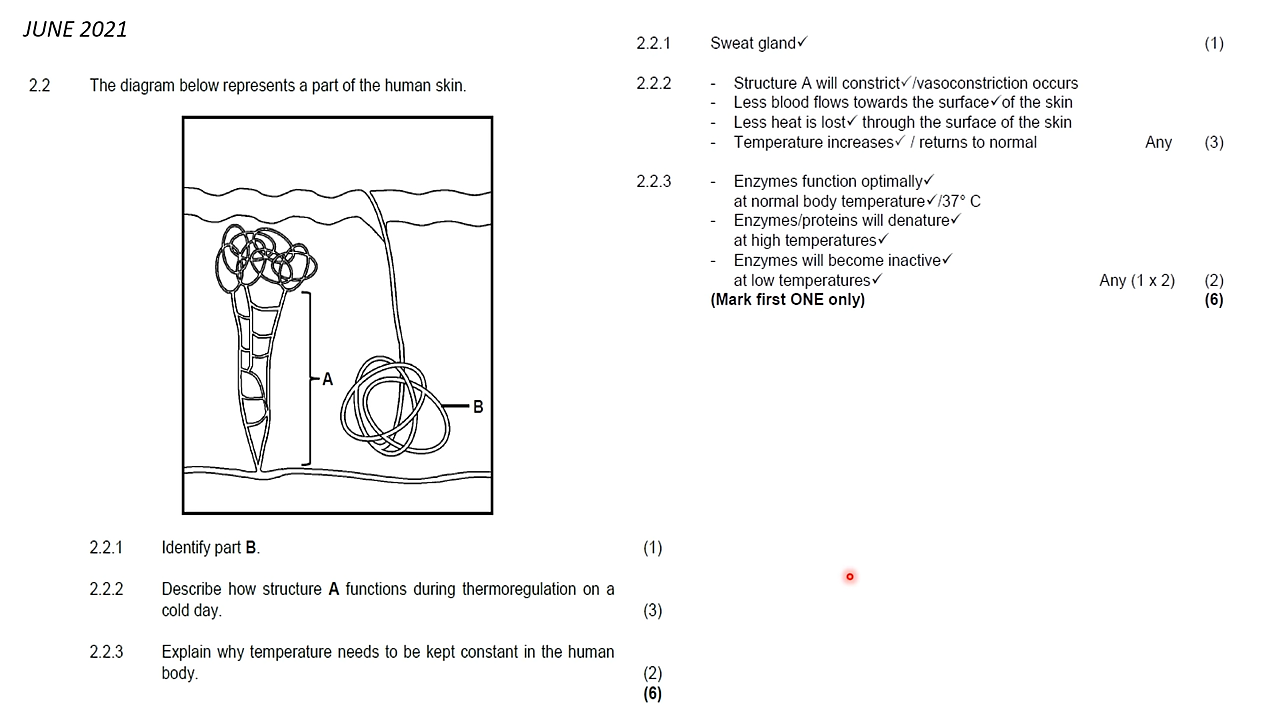 JUNE 2021
2.2 The diagram below represents a part of the human skin.
A
B
2.2.1 Identify part B. (1)
2.2.2 Describe how structure A functions during thermoregulation on a
cold day. (3)
2.2.3 Explain why temperature needs to be kept constant in the human
body. (2)
(6)
2.2.1 Sweat gland✓ (1)
2.2.2 - Structure A will constrict✓/vasoconstriction occurs
- Less blood flows towards the surface✓of the skin
- Less heat is lost✓ through the surface of the skin
- Temperature increases✓ / returns to normal Any (3)
2.2.3 - Enzymes function optimally✓
at normal body temperature✓/37° C
- Enzymes/proteins will denature✓
at high temperatures✓
- Enzymes will become inactive✓
at low temperatures✓ Any (1 x 2) (2)
(Mark first ONE only) (6)